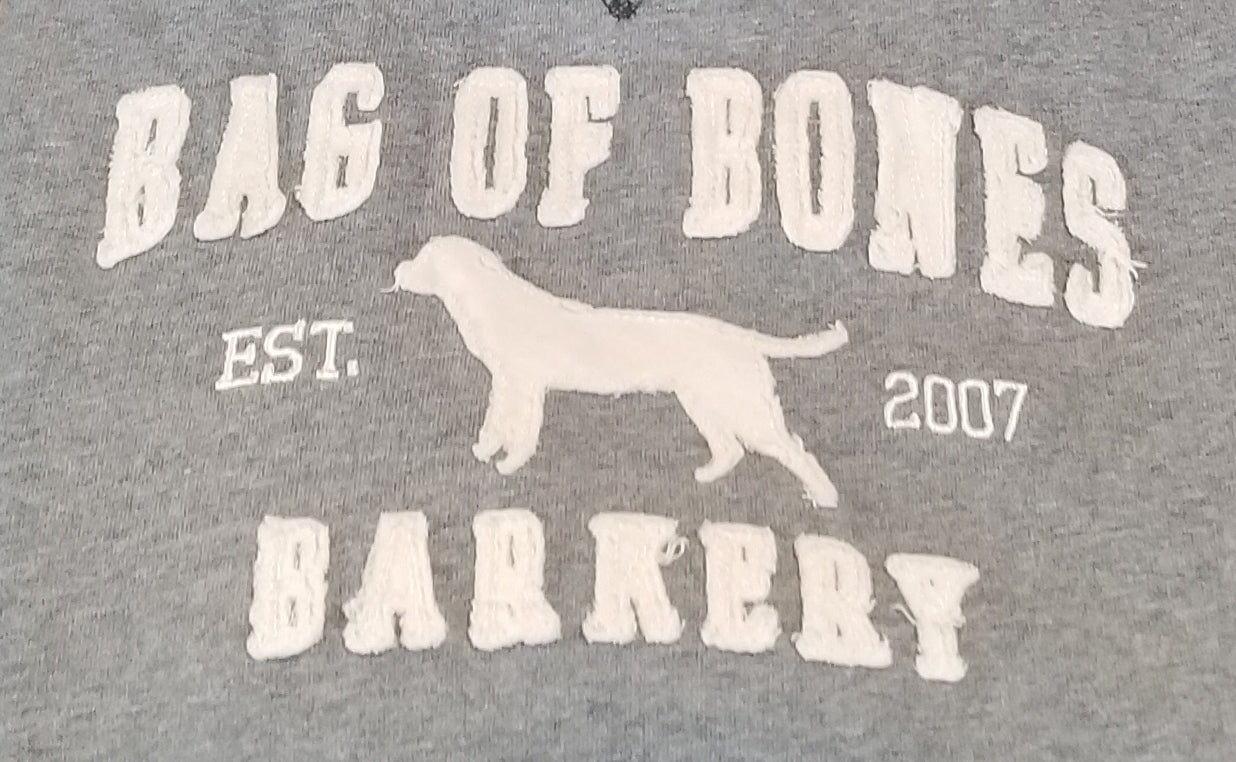 BAG OF BONES
EST. 2007
BARKERY